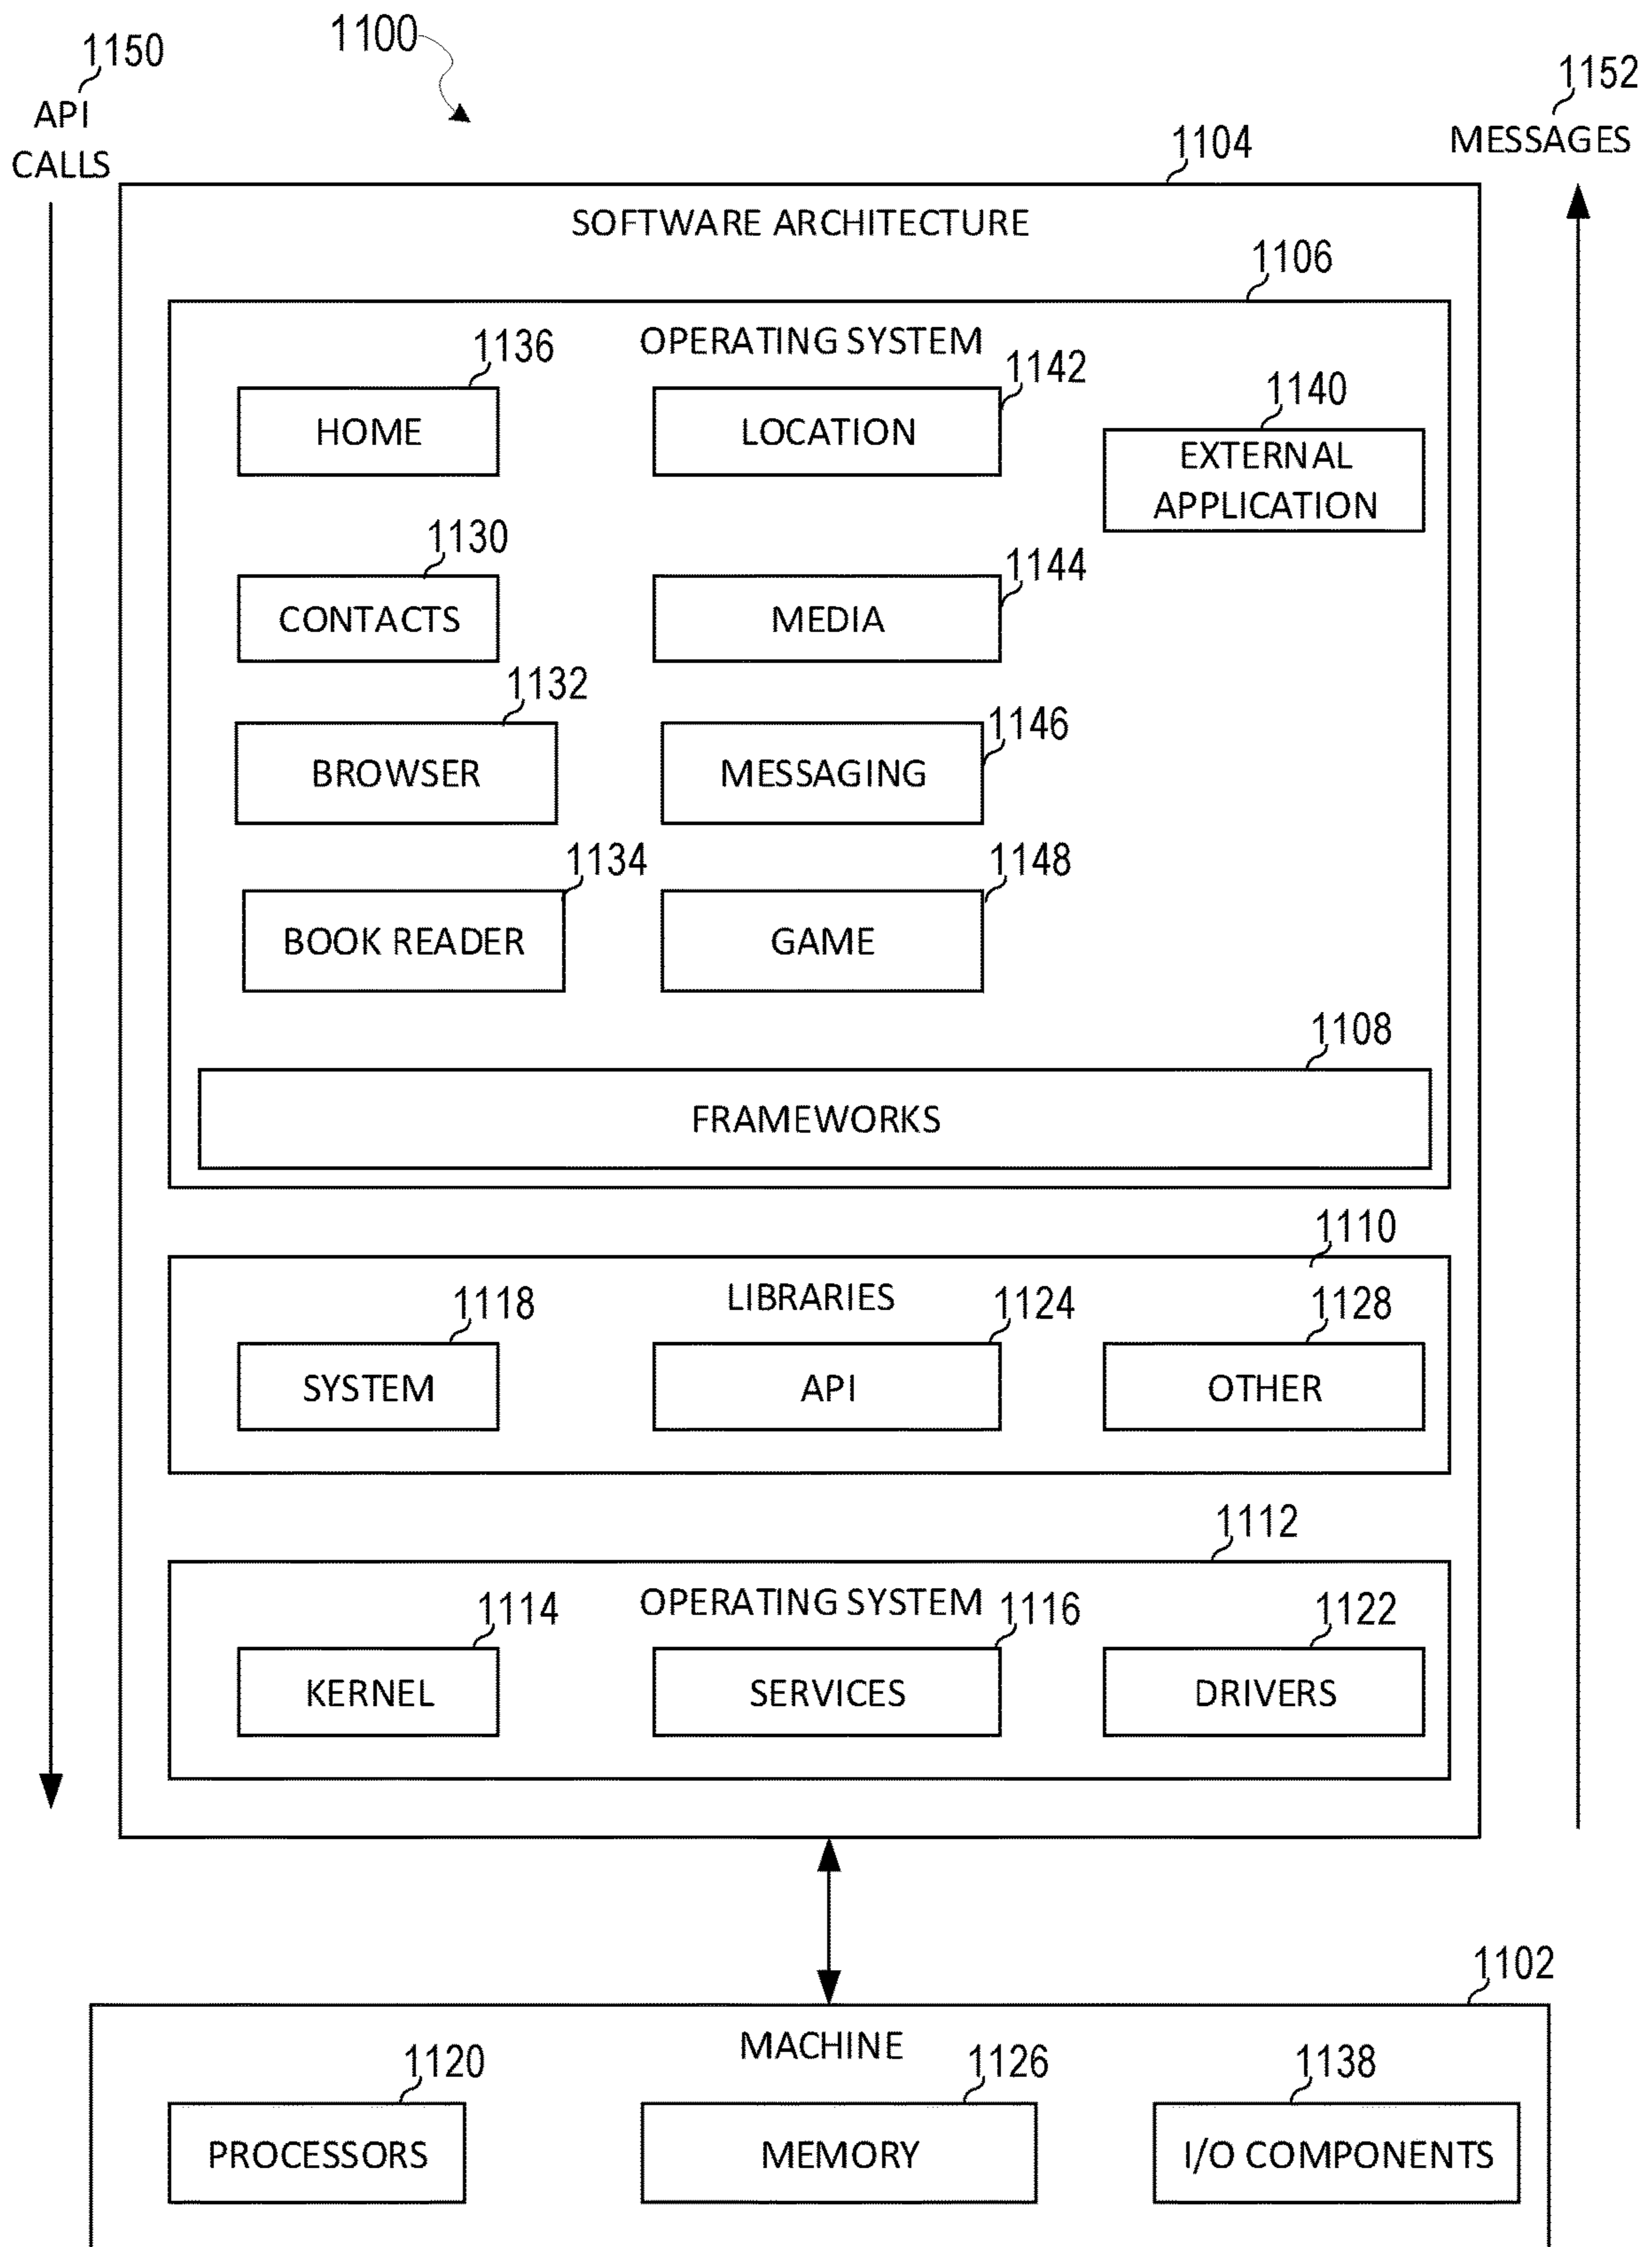 1100
1150
API
CALLS
1152
MESSAGES
1104
SOFTWARE ARCHITECTURE
1106
OPERATING SYSTEM
1136
HOME
1142
LOCATION
1140
EXTERNAL
APPLICATION
1130
CONTACTS
1144
MEDIA
1132
BROWSER
1146
MESSAGING
1134
BOOK READER
1148
GAME
1108
FRAMEWORKS
1110
LIBRARIES
1118
SYSTEM
1124
API
1128
OTHER
1112
OPERATING SYSTEM
1114
KERNEL
1116
SERVICES
1122
DRIVERS
1102
MACHINE
1120
PROCESSORS
1126
MEMORY
1138
I/O COMPONENTS